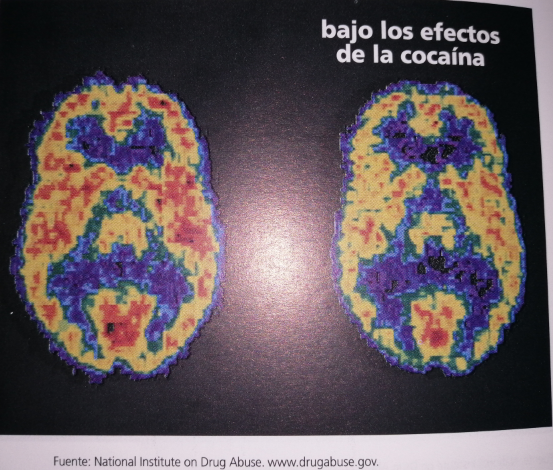 bajo los efectos
de la cocaína
Fuente: National Institute on Drug Abuse. www.drugabuse.gov.